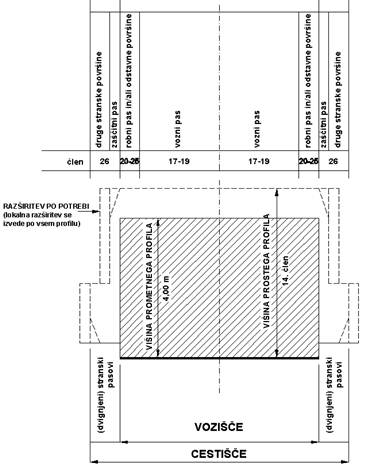 druge stranske površine
zaščitni pas
robni pas in/ali odstavne površine
vozni pas
vozni pas
robni pas in/ali odstavne površine
zaščitni pas
druge stranske površine
člen
26
20-25
17-19
17-19
20-25
26
RAZŠIRITEV PO POTREBI
(lokalna razširitev se
izvede po vsem profilu)
VIŠINA PROMETNEGA PROFILA
4,00 m
VIŠINA PROSTEGA PROFILA
14. člen
(dvignjeni) stranski
pasovi
(dvignjeni) stranski
pasovi
VOZIŠČE
CESTIŠČE